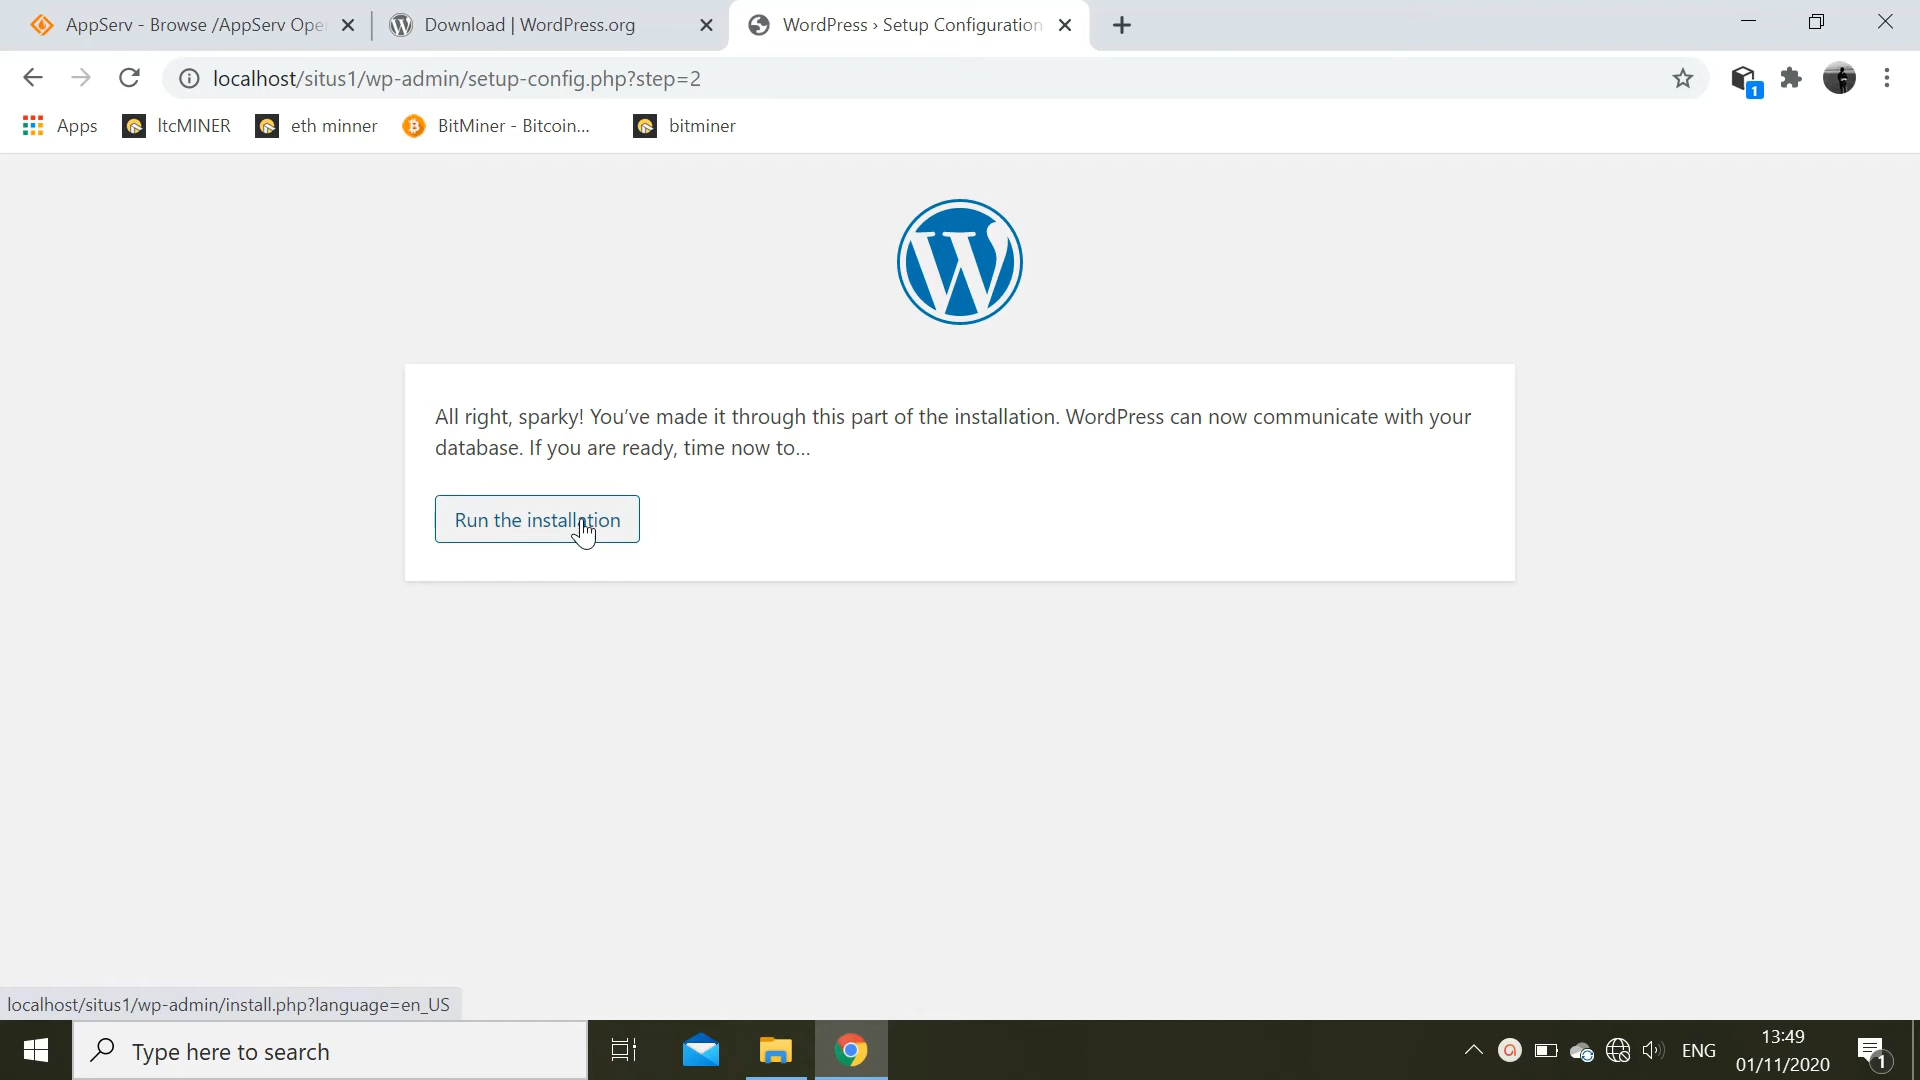 AppServ - Browse /AppServ Ope
Download | WordPress.org
WordPress › Setup Configuration
localhost/situs1/wp-admin/setup-config.php?step=2
1
Apps
ltcMINER
eth minner
BitMiner - Bitcoin...
bitminer
All right, sparky! You’ve made it through this part of the installation. WordPress can now communicate with your
database. If you are ready, time now to…
Run the installation
localhost/situs1/wp-admin/install.php?language=en_US
Type here to search
ENG
13:49
01/11/2020
1